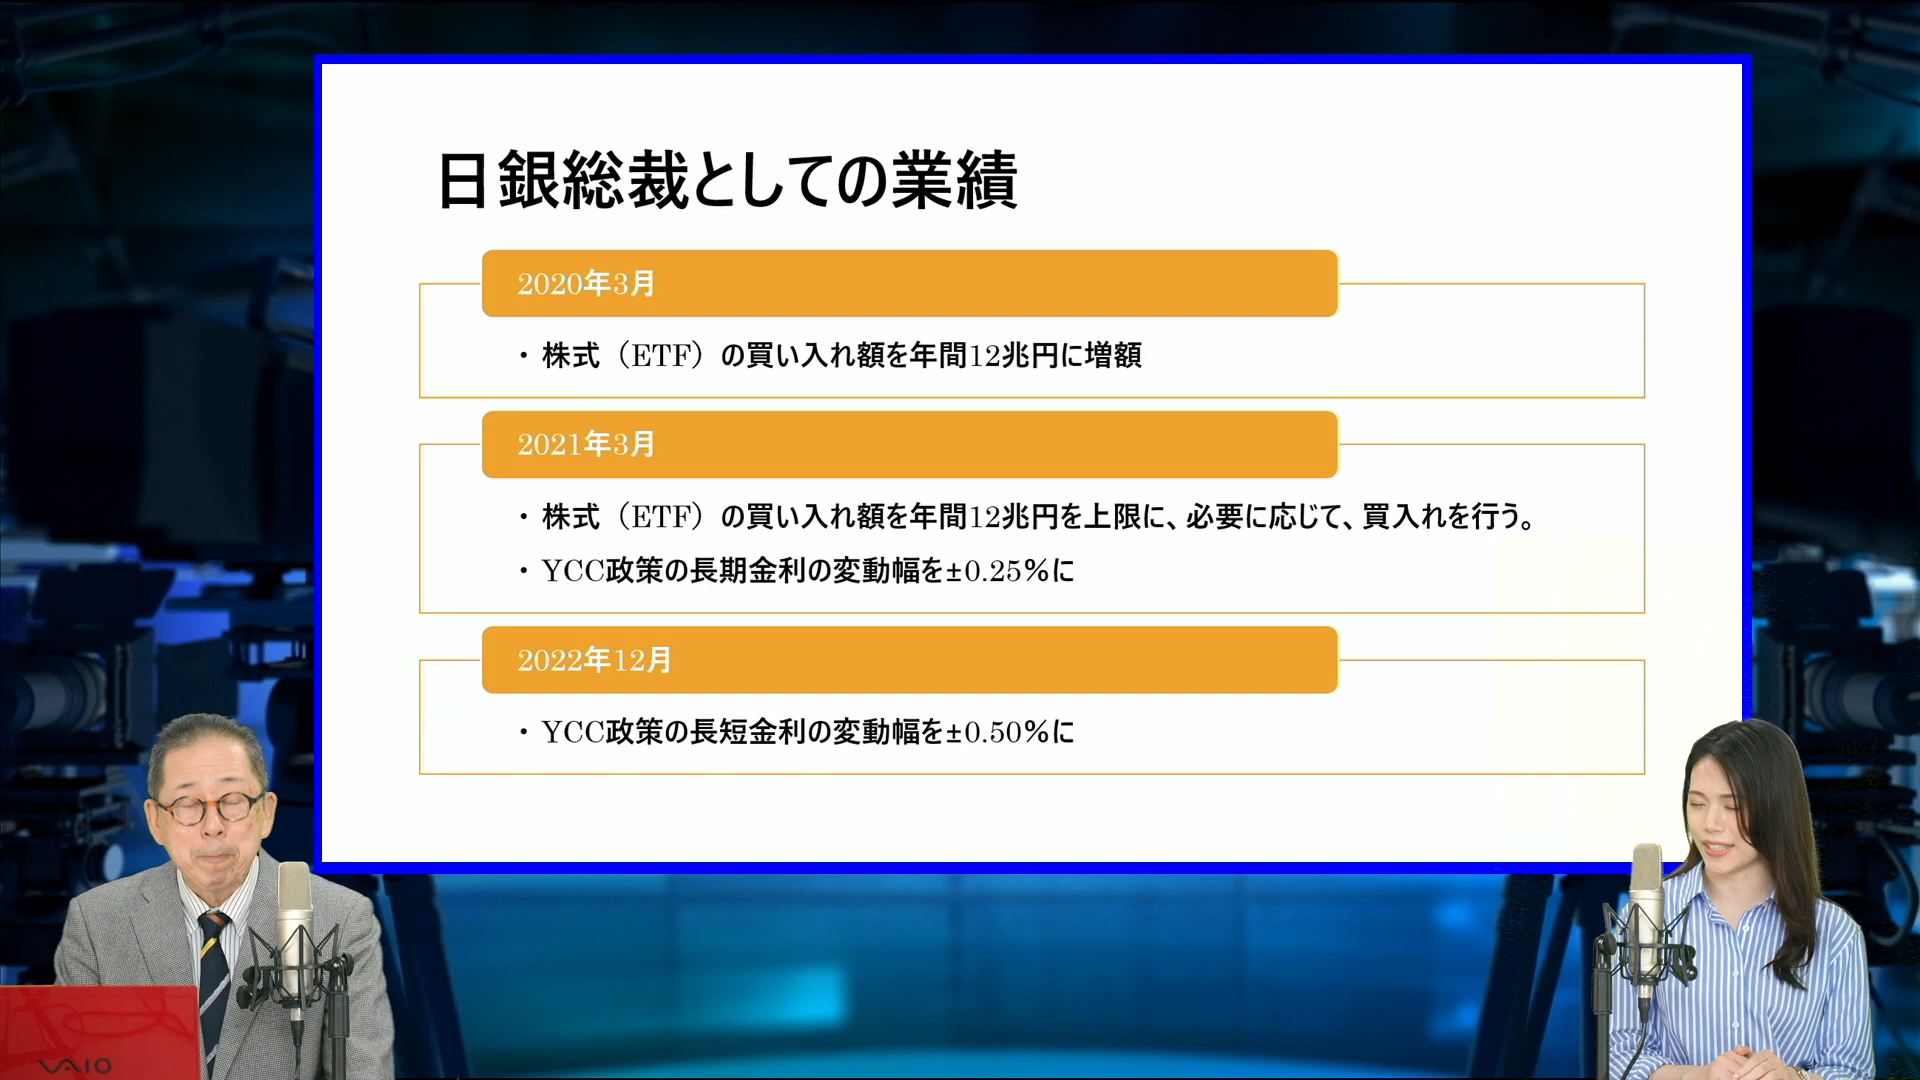 日銀総裁としての業績
2020年3月
・株式（ETF）の買い入れ額を年間12兆円に増額
2021年3月
・株式（ETF）の買い入れ額を年間12兆円を上限に、必要に応じて、買入れを行う。
・YCC政策の長期金利の変動幅を±0.25%に
2022年12月
・YCC政策の長短金利の変動幅を±0.50%に
VAIO